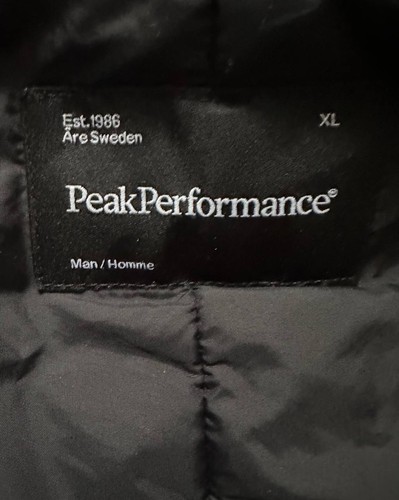 Est.1986 XL
Åre Sweden
PeakPerformance®
Man / Homme